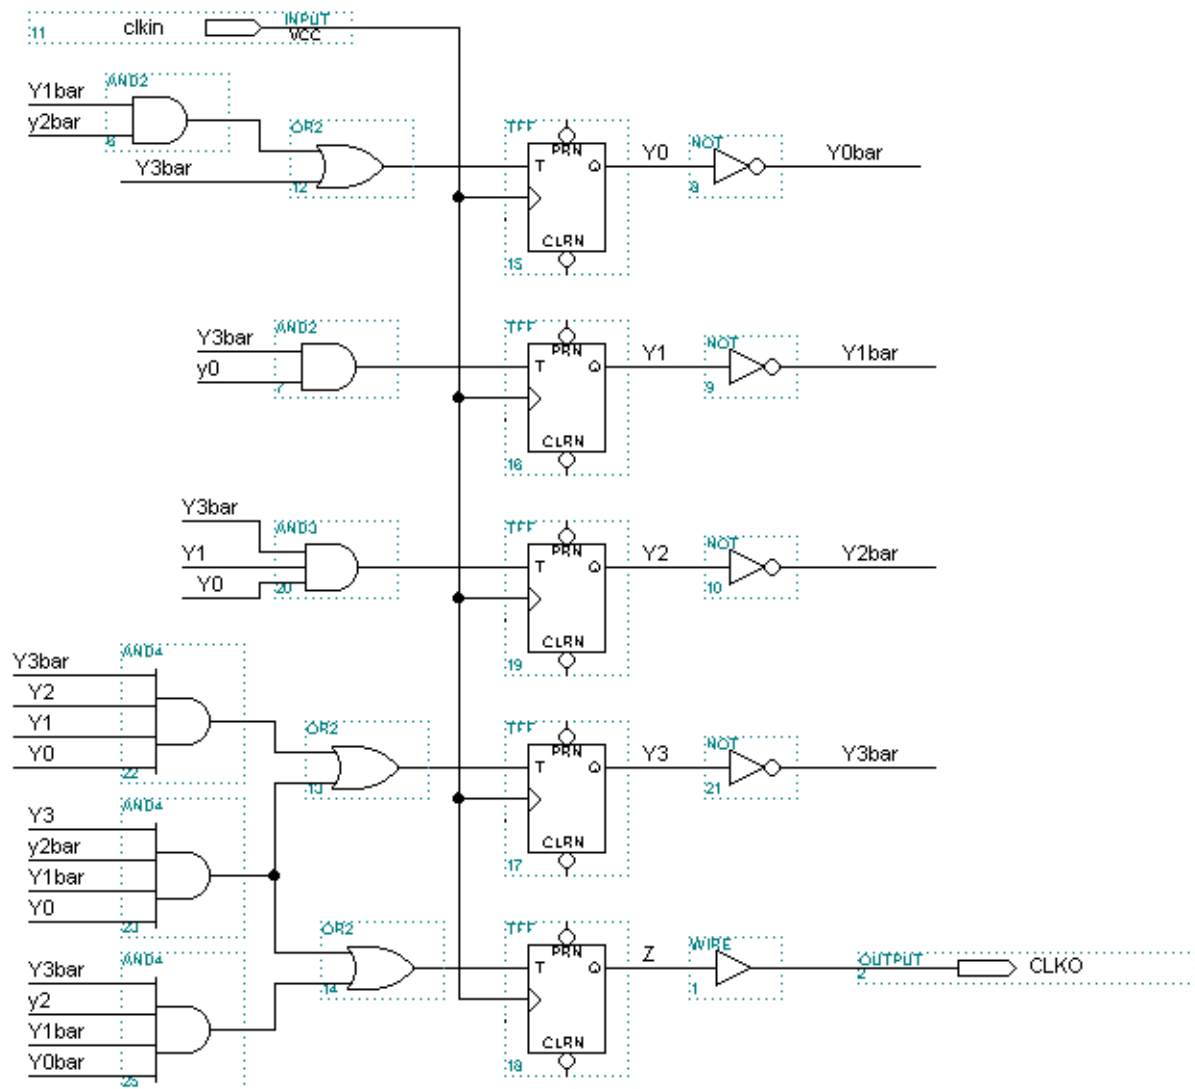 INPUT
11 clkin VCC
AND2
Y1bar
y2bar
6
OR2
Y3bar
12
TFF
PRN
T Q
CLRN
15
Y0
NOT
8
Y0bar
AND2
Y3bar
y0
7
TFF
PRN
T Q
CLRN
16
Y1
NOT
9
Y1bar
AND3
Y3bar
Y1
Y0
20
TFF
PRN
T Q
CLRN
19
Y2
NOT
10
Y2bar
AND4
Y3bar
Y2
Y1
Y0
22
OR2
13
TFF
PRN
T Q
CLRN
17
Y3
NOT
21
Y3bar
AND4
Y3
y2bar
Y1bar
Y0
23
OR2
14
TFF
PRN
T Q
CLRN
18
Z
WIRE
1
OUTPUT
2
CLKO
AND4
Y3bar
y2
Y1bar
Y0bar
25